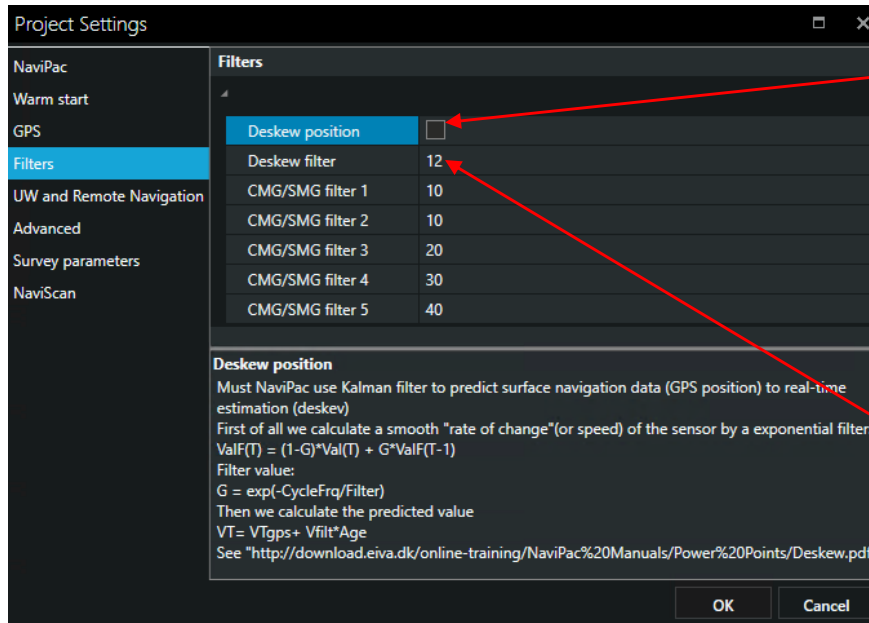 Project Settings
NaviPac
Warm start
GPS
Filters
UW and Remote Navigation
Advanced
Survey parameters
NaviScan
Filters
Deskew position
Deskew filter 12
CMG/SMG filter 1 10
CMG/SMG filter 2 10
CMG/SMG filter 3 20
CMG/SMG filter 4 30
CMG/SMG filter 5 40
Deskew position
Must NaviPac use Kalman filter to predict surface navigation data (GPS position) to real-time
estimation (deskev)
First of all we calculate a smooth "rate of change"(or speed) of the sensor by a exponential filter
ValF(T) = (1-G)*Val(T) + G*ValF(T-1)
Filter value:
G = exp(-CycleFrq/Filter)
Then we calculate the predicted value
VT= VTgps+ Vfilt*Age
See "http://download.eiva.dk/online-training/NaviPac%20Manuals/Power%20Points/Deskew.pdf
OK Cancel